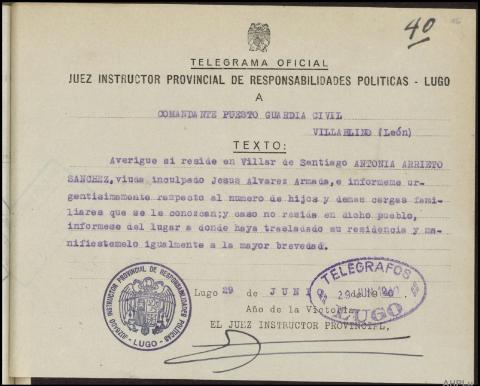 40
TELEGRAMA OFICIAL
JUEZ INSTRUCTOR PROVINCIAL DE RESPONSABILIDADES POLITICAS - LUGO
A
COMANDANTE PUESTO GUARDIA CIVIL
VILLABLINO (León)
TEXTO:
Averigue si reside en Villar de Santiago ANTONIA ARRIETO
SANCHEZ, viuda inculpado Jesus Alvarez Armada, e informeme ur-
gentisimamente respecto al numero de hijos y demas cargas fami-
liares que se le conozcan; y caso no resida en dicho pueblo,
informese del lugar a donde haya trasladado su residencia y ma-
nifiestemelo igualmente a la mayor brevedad.
Lugo 29 de JUNIO
Año de la Victoria
EL JUEZ INSTRUCTOR PROVINCIAL,
JUZGADO INSTRUCTOR PROVINCIAL DE RESPONSABILIDADES POLITICAS
- LUGO -
TELEGRAFOS
29 JUN 1940
LUGO